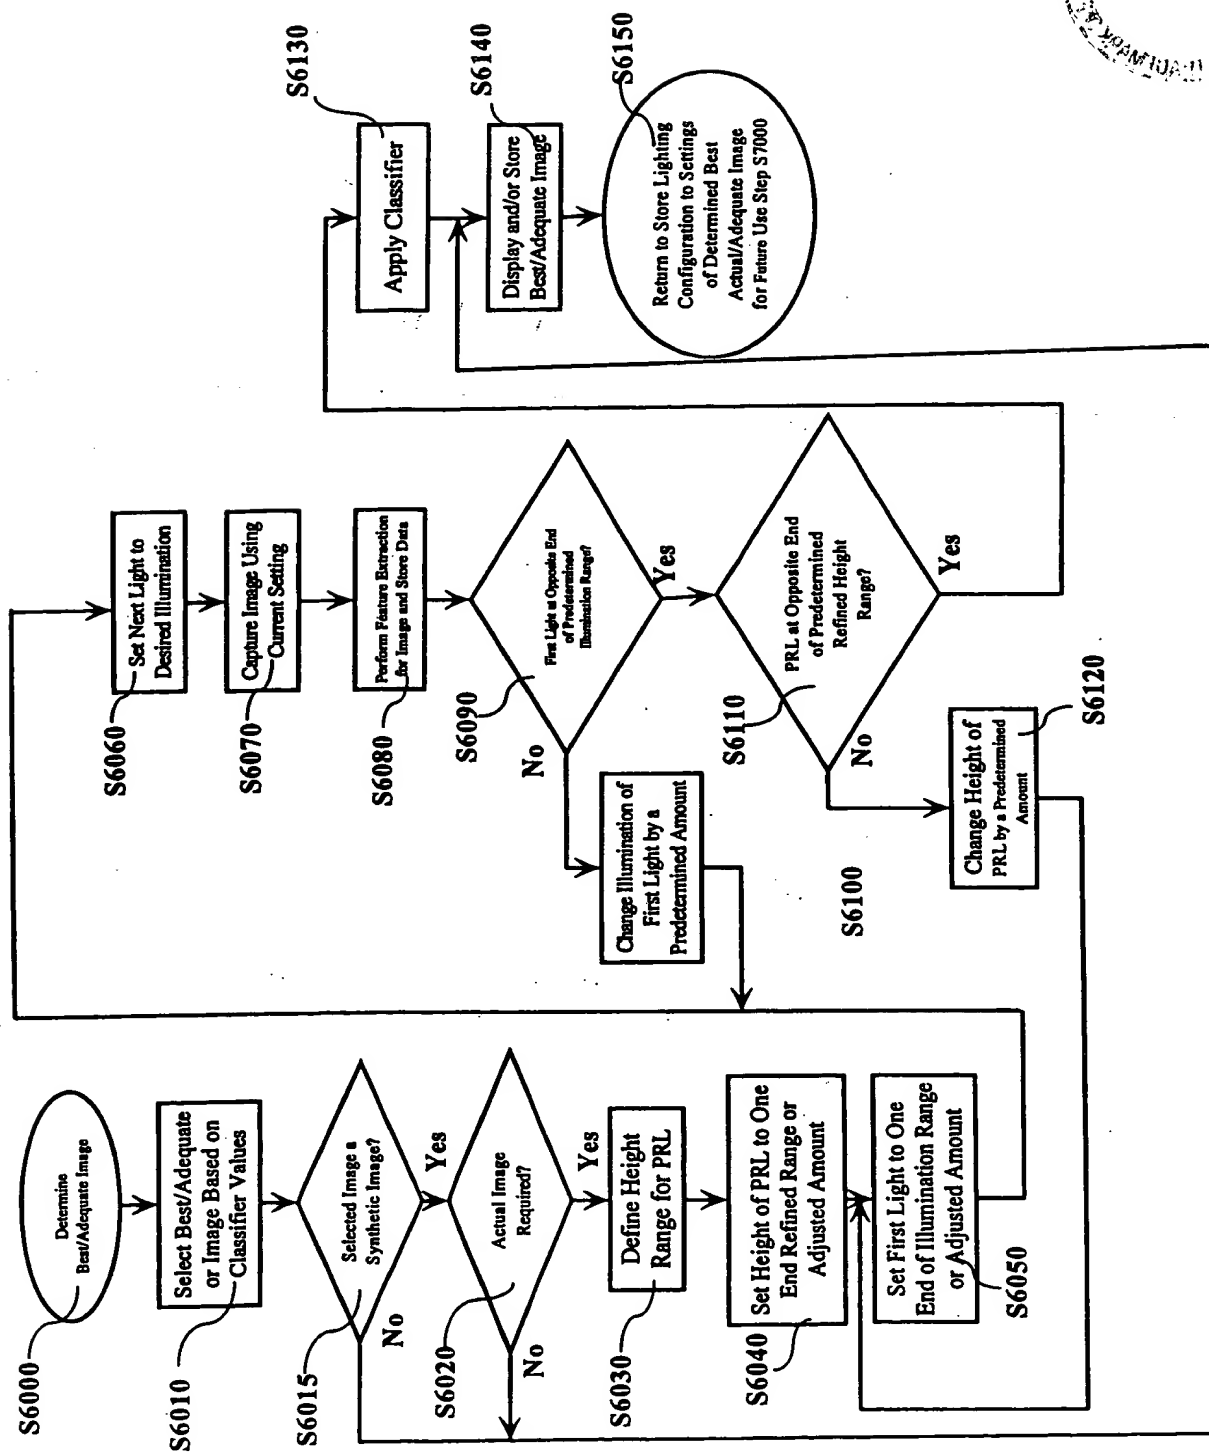 S6000
Determine
Best/Adequate Image
S6010
Select Best/Adequate
or Image Based on
Classifier Values
S6015
Selected Image a
Synthetic Image?
No
Yes
S6020
Actual Image
Required?
No
Yes
S6030
Define Height
Range for PRL
S6040
Set Height of PRL to One
End Refined Range or
Adjusted Amount
Set First Light to One
End of Illumination Range
or Adjusted Amount
S6050
S6060
Set Next Light to
Desired Illumination
S6070
Capture Image Using
Current Setting
S6080
Perform Feature Extraction
for Image and Store Data
S6090
First Light at Opposite End
of Predetermined
Illumination Range?
No
Yes
Change Illumination of
First Light by a
Predetermined Amount
S6100
S6110
PRL at Opposite End
of Predetermined
Refined Height
Range?
No
Yes
Change Height of
PRL by a Predetermined
Amount
S6120
S6130
Apply Classifier
S6140
Display and/or Store
Best/Adequate Image
S6150
Return to Store Lighting
Configuration to Settings
of Determined Best
Actual/Adequate Image
for Future Use Step S7000